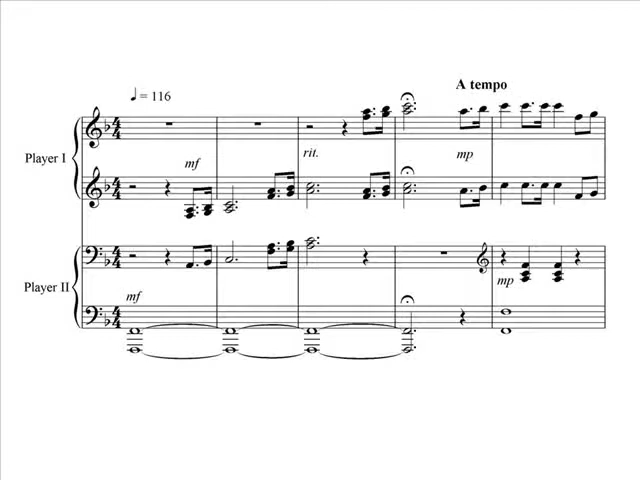 ♩ = 116
A tempo
Player I
mf
rit.
mp
Player II
mf
mp